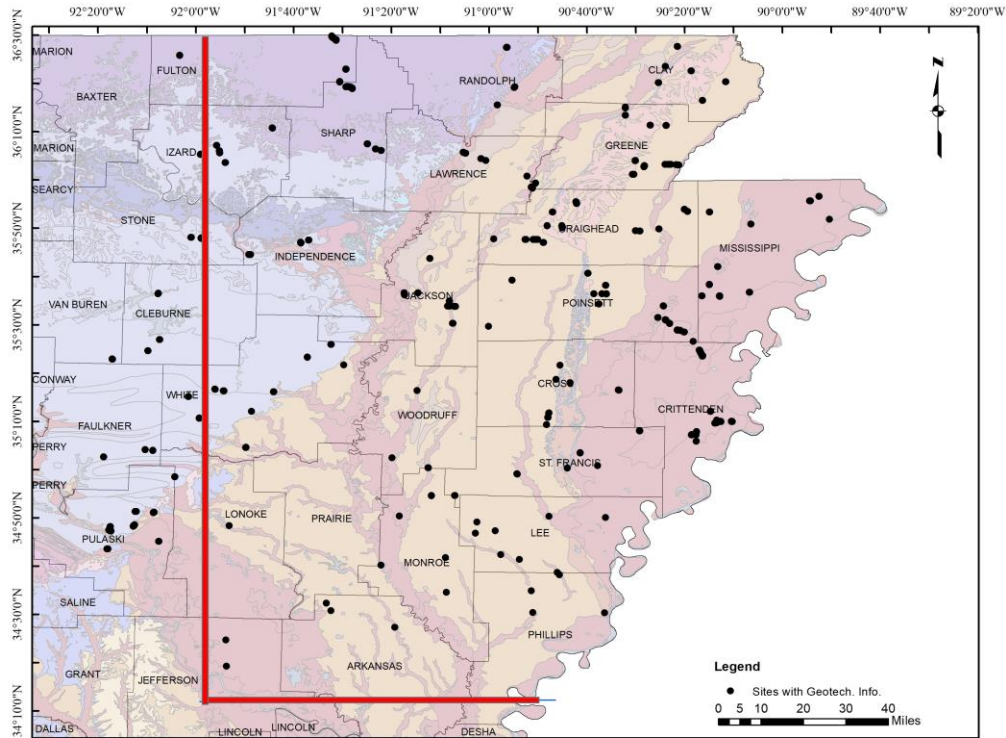 92°20'0"W 92°0'0"W 91°40'0"W 91°20'0"W 91°0'0"W 90°40'0"W 90°20'0"W 90°0'0"W 89°40'0"W 89°20'0"W
36°30'0"N
MARION
FULTON
CLAY
RANDOLPH
BAXTER
SHARP
36°10'0"N
MARION
GREENE
IZARD
LAWRENCE
SEARCY
STONE
35°50'0"N
CRAIGHEAD
MISSISSIPPI
INDEPENDENCE
JACKSON
POINSETT
VAN BUREN
CLEBURNE
35°30'0"N
CONWAY
CROSS
WHITE
CRITTENDEN
WOODRUFF
35°10'0"N
FAULKNER
PERRY
ST. FRANCIS
PERRY
LONOKE
PRAIRIE
34°50'0"N
LEE
PULASKI
MONROE
SALINE
34°30'0"N
PHILLIPS
GRANT
JEFFERSON
ARKANSAS
34°10'0"N
DALLAS
LINCOLN
LINCOLN
DESHA
N
Legend
Sites with Geotech. Info.
0 5 10 20 30 40
Miles